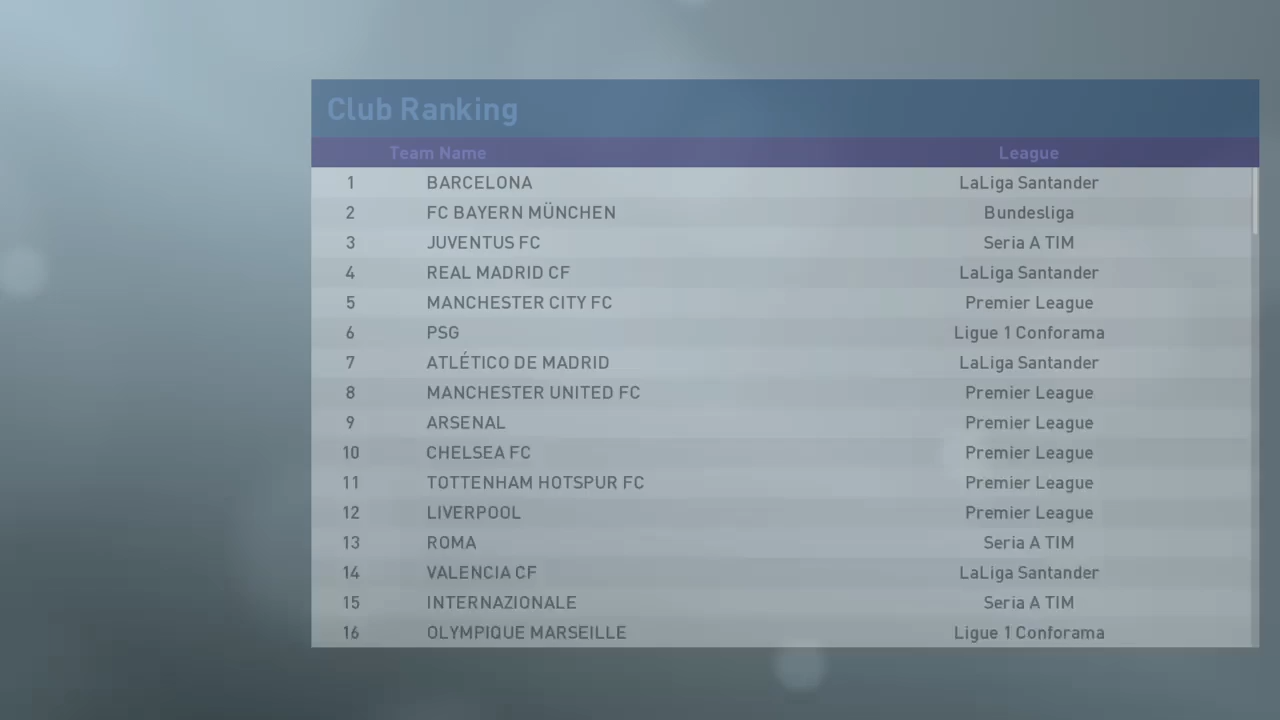 Club Ranking
Team Name League
1 BARCELONA LaLiga Santander
2 FC BAYERN MÜNCHEN Bundesliga
3 JUVENTUS FC Seria A TIM
4 REAL MADRID CF LaLiga Santander
5 MANCHESTER CITY FC Premier League
6 PSG Ligue 1 Conforama
7 ATLÉTICO DE MADRID LaLiga Santander
8 MANCHESTER UNITED FC Premier League
9 ARSENAL Premier League
10 CHELSEA FC Premier League
11 TOTTENHAM HOTSPUR FC Premier League
12 LIVERPOOL Premier League
13 ROMA Seria A TIM
14 VALENCIA CF LaLiga Santander
15 INTERNAZIONALE Seria A TIM
16 OLYMPIQUE MARSEILLE Ligue 1 Conforama